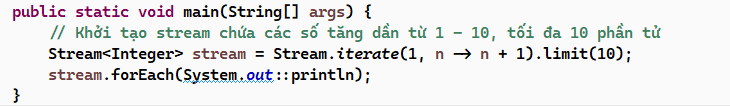 public static void main(String[] args) {
// Khởi tạo stream chứa các số tăng dần từ 1 - 10, tối đa 10 phần tử
Stream<Integer> stream = Stream.iterate(1, n -> n + 1).limit(10);
stream.forEach(System.out::println);
}